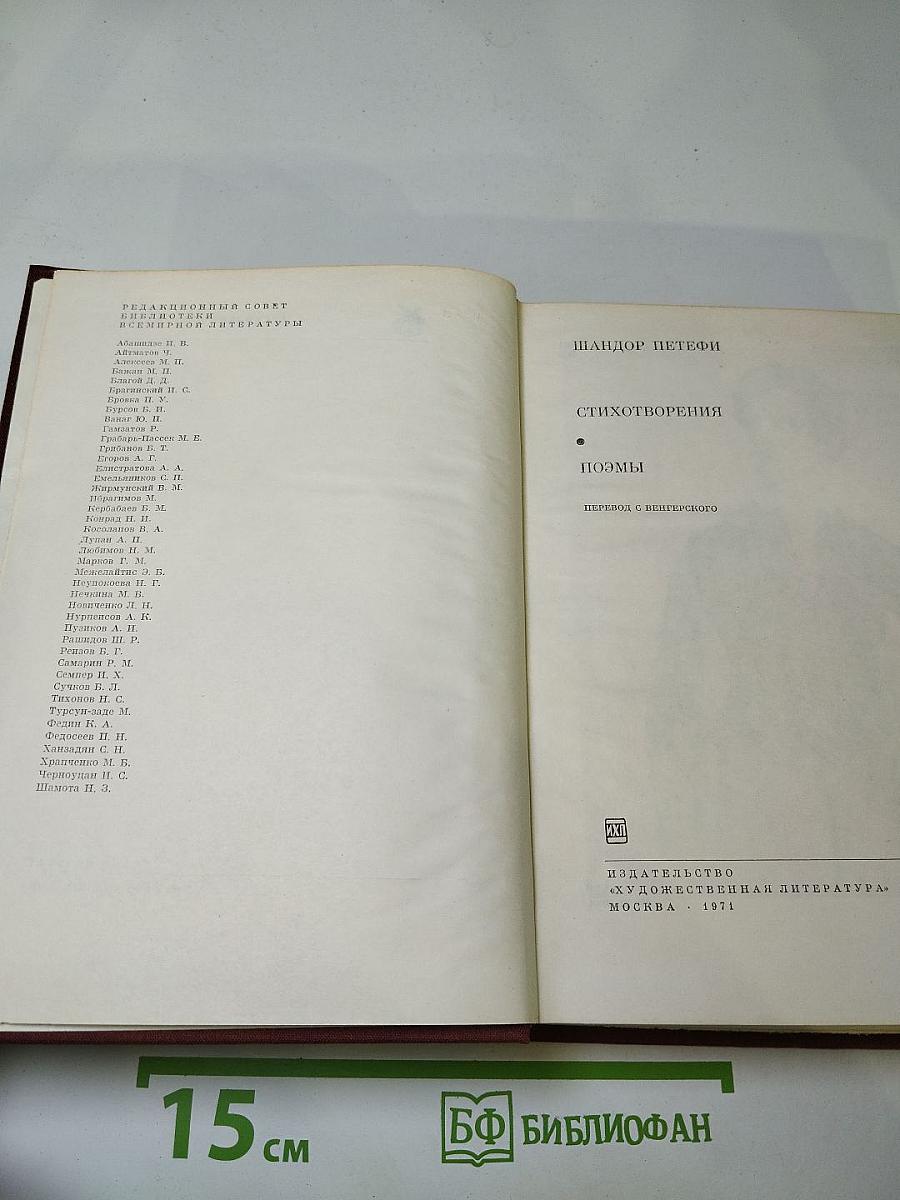 РЕДАКЦИОННЫЙ СОВЕТ
БИБЛИОТЕКИ
ВСЕМИРНОЙ ЛИТЕРАТУРЫ
Абашидзе И. В.
Айтматов Ч.
Алексеев М. П.
Бажан М. П.
Благой Д. Д.
Брагинский И. С.
Бровка П. У.
Бурсов Б. И.
Ванаг Ю. П.
Гамзатов Р.
Грабарь-Пассек М. Е.
Грибанов Б. Т.
Егоров А. Г.
Елистратова А. А.
Емельяников С. П.
Жирмунский В. М.
Ибрагимов М.
Кербабаев Б. М.
Конрад Н. И.
Косолапов В. А.
Лупан А. П.
Любимов Н. М.
Марков Г. М.
Межелайтис Э. Б.
Неупокоева И. Г.
Нечкина М. В.
Новиченко Л. Н.
Нурпеисов А. К.
Пузиков А. И.
Рашидов Ш. Р.
Реизов Б. Г.
Самарин Р. М.
Семпер И. Х.
Сучков Б. Л.
Тихонов Н. С.
Турсун-заде М.
Федин К. А.
Федосеев П. Н.
Ханзадян С. Н.
Храпченко М. Б.
Черноуцан И. С.
Шамота Н. З.
ШАНДОР ПЕТЕФИ
СТИХОТВОРЕНИЯ
•
ПОЭМЫ
ПЕРЕВОД С ВЕНГЕРСКОГО
ИХЛ
ИЗДАТЕЛЬСТВО
«ХУДОЖЕСТВЕННАЯ ЛИТЕРАТУРА»
МОСКВА · 1971
15 см
БФ БИБЛИОФАН